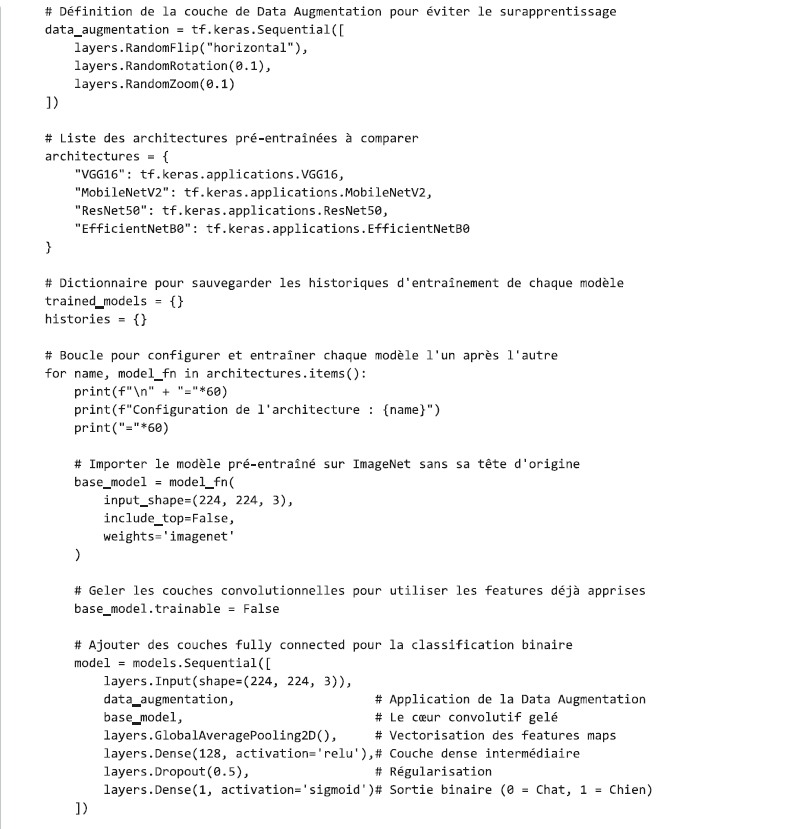 # Définition de la couche de Data Augmentation pour éviter le surapprentissage
data_augmentation = tf.keras.Sequential([
    layers.RandomFlip("horizontal"),
    layers.RandomRotation(0.1),
    layers.RandomZoom(0.1)
])

# Liste des architectures pré-entraînées à comparer
architectures = {
    "VGG16": tf.keras.applications.VGG16,
    "MobileNetV2": tf.keras.applications.MobileNetV2,
    "ResNet50": tf.keras.applications.ResNet50,
    "EfficientNetB0": tf.keras.applications.EfficientNetB0
}

# Dictionnaire pour sauvegarder les historiques d'entraînement de chaque modèle
trained_models = {}
histories = {}

# Boucle pour configurer et entraîner chaque modèle l'un après l'autre
for name, model_fn in architectures.items():
    print(f"\n" + "="*60)
    print(f"Configuration de l'architecture : {name}")
    print("="*60)

    # Importer le modèle pré-entraîné sur ImageNet sans sa tête d'origine
    base_model = model_fn(
        input_shape=(224, 224, 3),
        include_top=False,
        weights='imagenet'
    )

    # Geler les couches convolutionnelles pour utiliser les features déjà apprises
    base_model.trainable = False

    # Ajouter des couches fully connected pour la classification binaire
    model = models.Sequential([
        layers.Input(shape=(224, 224, 3)),
        data_augmentation,                   # Application de la Data Augmentation
        base_model,                          # Le cœur convolutif gelé
        layers.GlobalAveragePooling2D(),     # Vectorisation des features maps
        layers.Dense(128, activation='relu'),# Couche dense intermédiaire
        layers.Dropout(0.5),                 # Régularisation
        layers.Dense(1, activation='sigmoid')# Sortie binaire (0 = Chat, 1 = Chien)
    ])